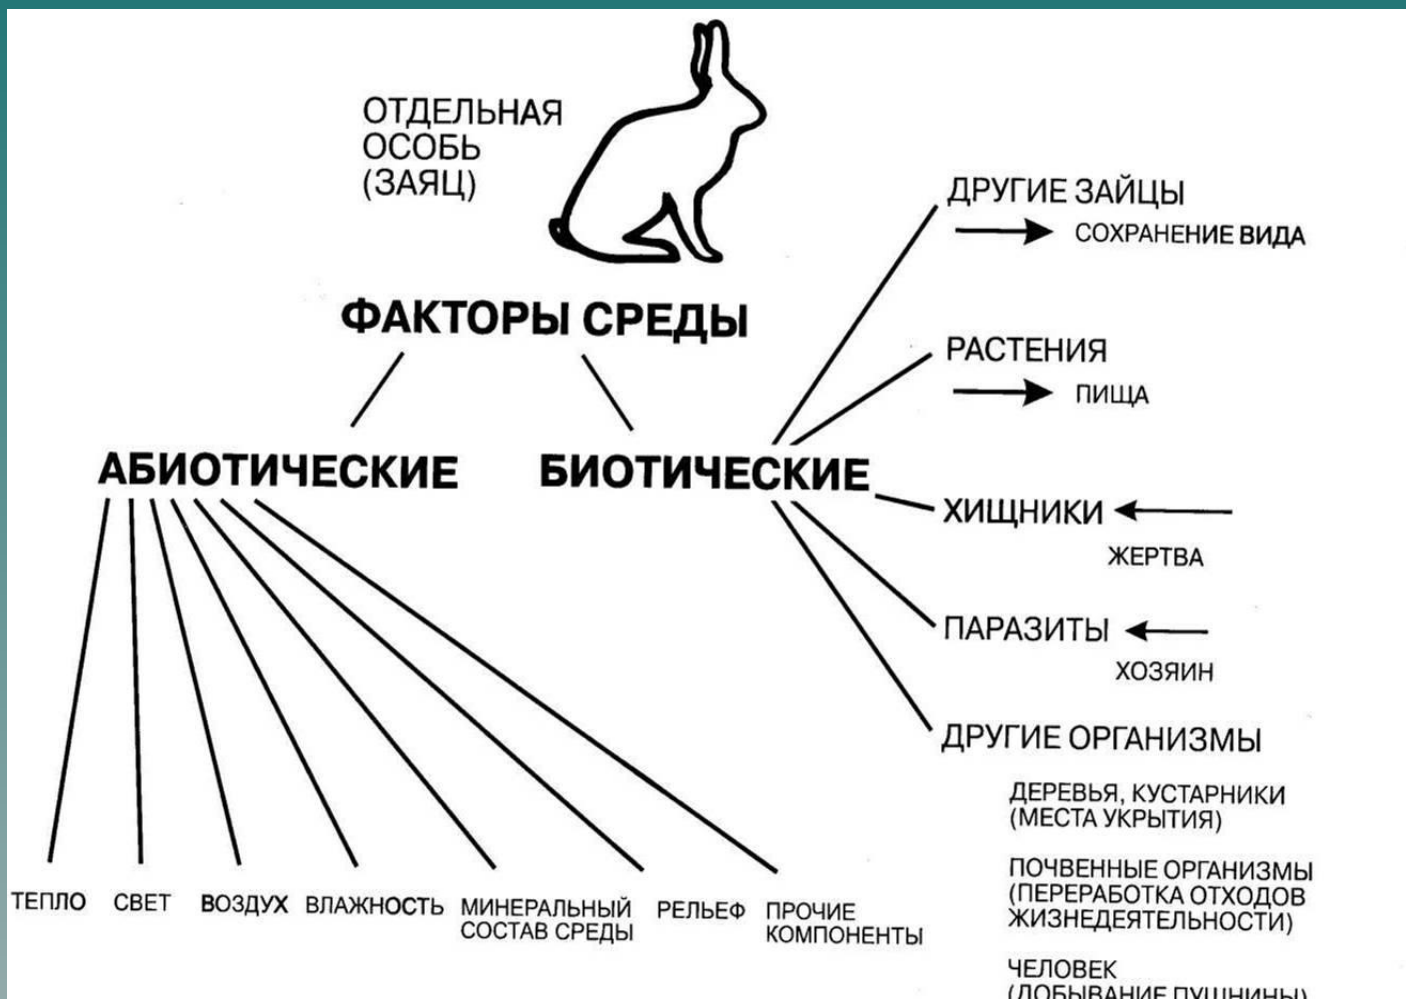 ОТДЕЛЬНАЯ
ОСОБЬ
(ЗАЯЦ)
ФАКТОРЫ СРЕДЫ
АБИОТИЧЕСКИЕ
БИОТИЧЕСКИЕ
ТЕПЛО
СВЕТ
ВОЗДУХ
ВЛАЖНОСТЬ
МИНЕРАЛЬНЫЙ
СОСТАВ СРЕДЫ
РЕЛЬЕФ
ПРОЧИЕ
КОМПОНЕНТЫ
ДРУГИЕ ЗАЙЦЫ
СОХРАНЕНИЕ ВИДА
РАСТЕНИЯ
ПИЩА
ХИЩНИКИ
ЖЕРТВА
ПАРАЗИТЫ
ХОЗЯИН
ДРУГИЕ ОРГАНИЗМЫ
ДЕРЕВЬЯ, КУСТАРНИКИ
(МЕСТА УКРЫТИЯ)
ПОЧВЕННЫЕ ОРГАНИЗМЫ
(ПЕРЕРАБОТКА ОТХОДОВ
ЖИЗНЕДЕЯТЕЛЬНОСТИ)
ЧЕЛОВЕК
(ДОБЫВАНИЕ ПУШНИНЫ)